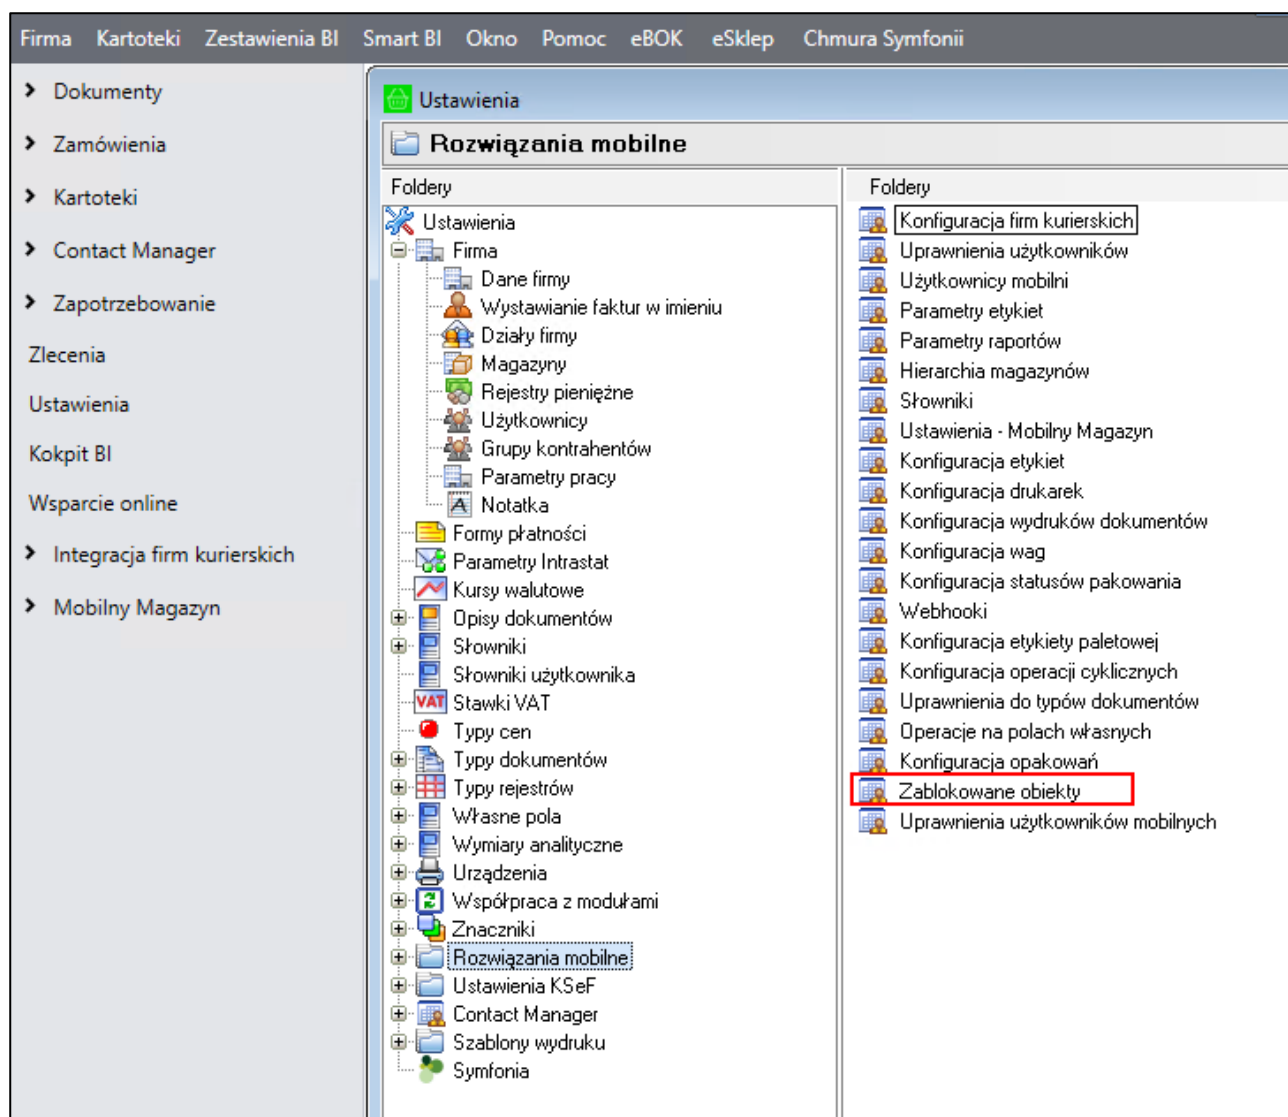 Firma Kartoteki Zestawienia BI Smart BI Okno Pomoc eBOK eSklep Chmura Symfonii
Dokumenty
Zamówienia
Kartoteki
Contact Manager
Zapotrzebowanie
Zlecenia
Ustawienia
Kokpit BI
Wsparcie online
Integracja firm kurierskich
Mobilny Magazyn
Ustawienia
Rozwiązania mobilne
Foldery
Ustawienia
Firma
Dane firmy
Wystawianie faktur w imieniu
Działy firmy
Magazyny
Rejestry pieniężne
Użytkownicy
Grupy kontrahentów
Parametry pracy
Notatka
Formy płatności
Parametry Intrastat
Kursy walutowe
Opisy dokumentów
Słowniki
Słowniki użytkownika
VAT Stawki VAT
Typy cen
Typy dokumentów
Typy rejestrów
Własne pola
Wymiary analityczne
Urządzenia
Współpraca z modułami
Znaczniki
Rozwiązania mobilne
Ustawienia KSeF
Contact Manager
Szablony wydruku
Symfonia
Foldery
Konfiguracja firm kurierskich
Uprawnienia użytkowników
Użytkownicy mobilni
Parametry etykiet
Parametry raportów
Hierarchia magazynów
Słowniki
Ustawienia - Mobilny Magazyn
Konfiguracja etykiet
Konfiguracja drukarek
Konfiguracja wydruków dokumentów
Konfiguracja wag
Konfiguracja statusów pakowania
Webhooki
Konfiguracja etykiety paletowej
Konfiguracja operacji cyklicznych
Uprawnienia do typów dokumentów
Operacje na polach własnych
Konfiguracja opakowań
Zablokowane obiekty
Uprawnienia użytkowników mobilnych